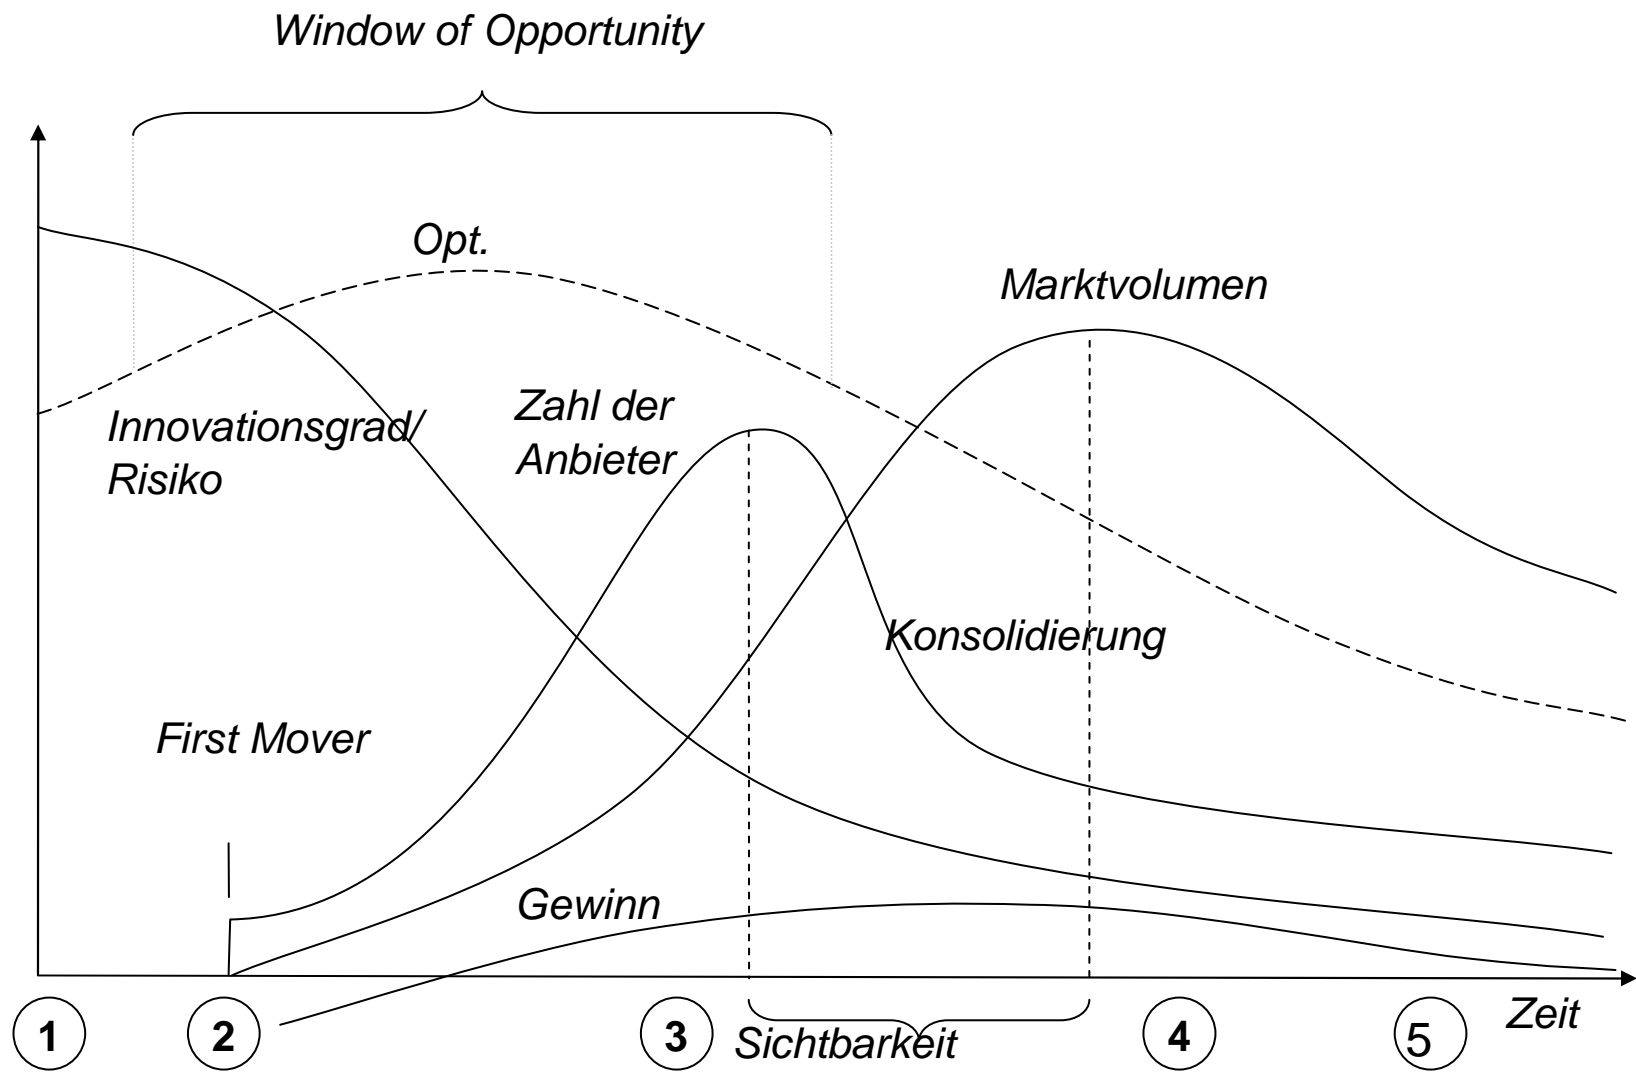 Window of Opportunity
Opt.
Marktvolumen
Innovationsgrad/
Risiko
Zahl der
Anbieter
Konsolidierung
First Mover
Gewinn
Zeit
1
2
3
Sichtbarkeit
4
5